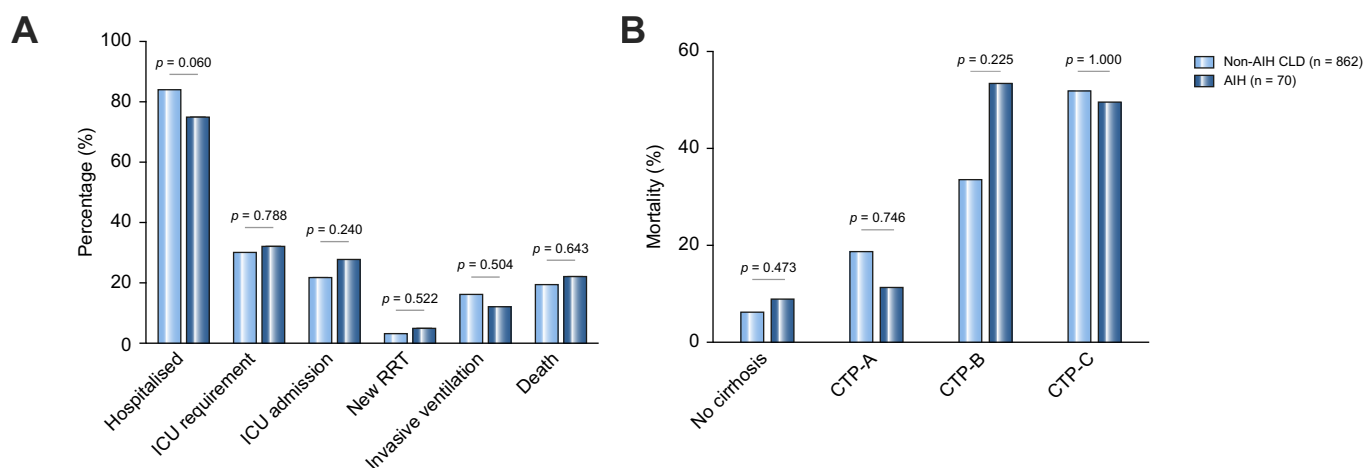 A
Percentage (%)
100
80
60
40
20
0
p = 0.060
p = 0.788
p = 0.240
p = 0.522
p = 0.504
p = 0.643
Hospitalised
ICU requirement
ICU admission
New RRT
Invasive ventilation
Death
B
Mortality (%)
60
40
20
0
p = 0.473
p = 0.746
p = 0.225
p = 1.000
No cirrhosis
CTP-A
CTP-B
CTP-C
Non-AIH CLD (n = 862)
AIH (n = 70)